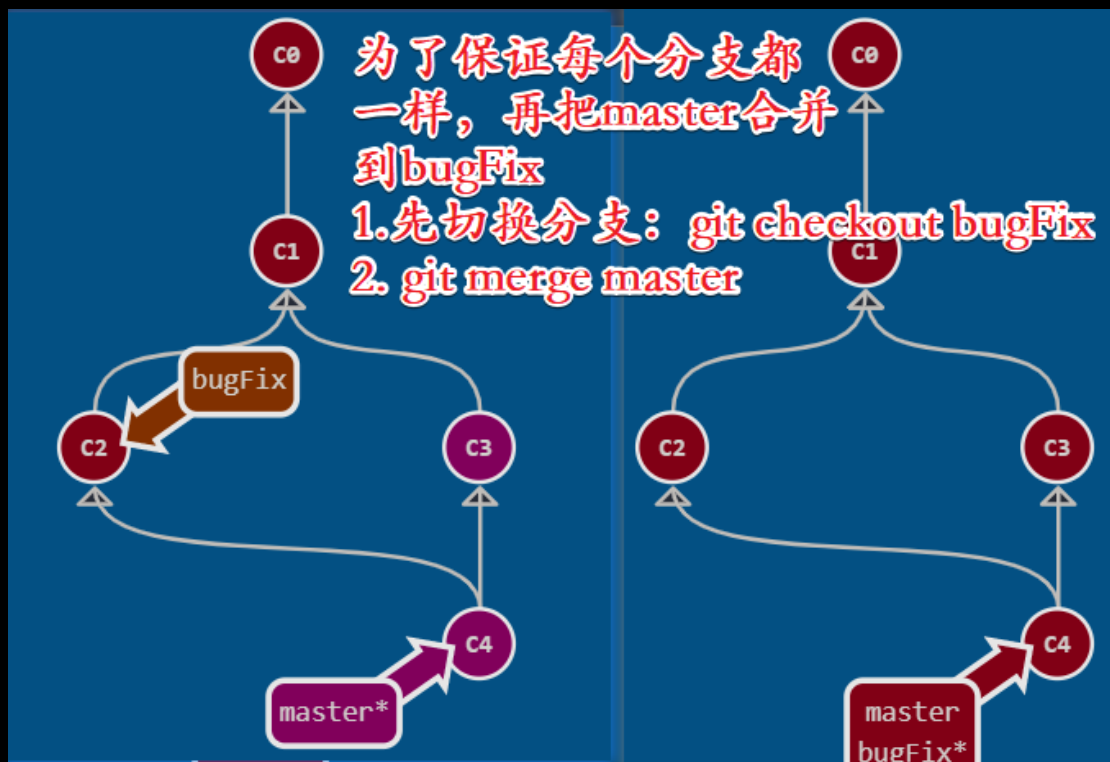 C0
为了保证每个分支都
一样，再把master合并
到bugFix
1.先切换分支：git checkout bugFix
2. git merge master
C1
bugFix
C2
C3
C4
master*
C0
C1
C2
C3
C4
master
bugFix*